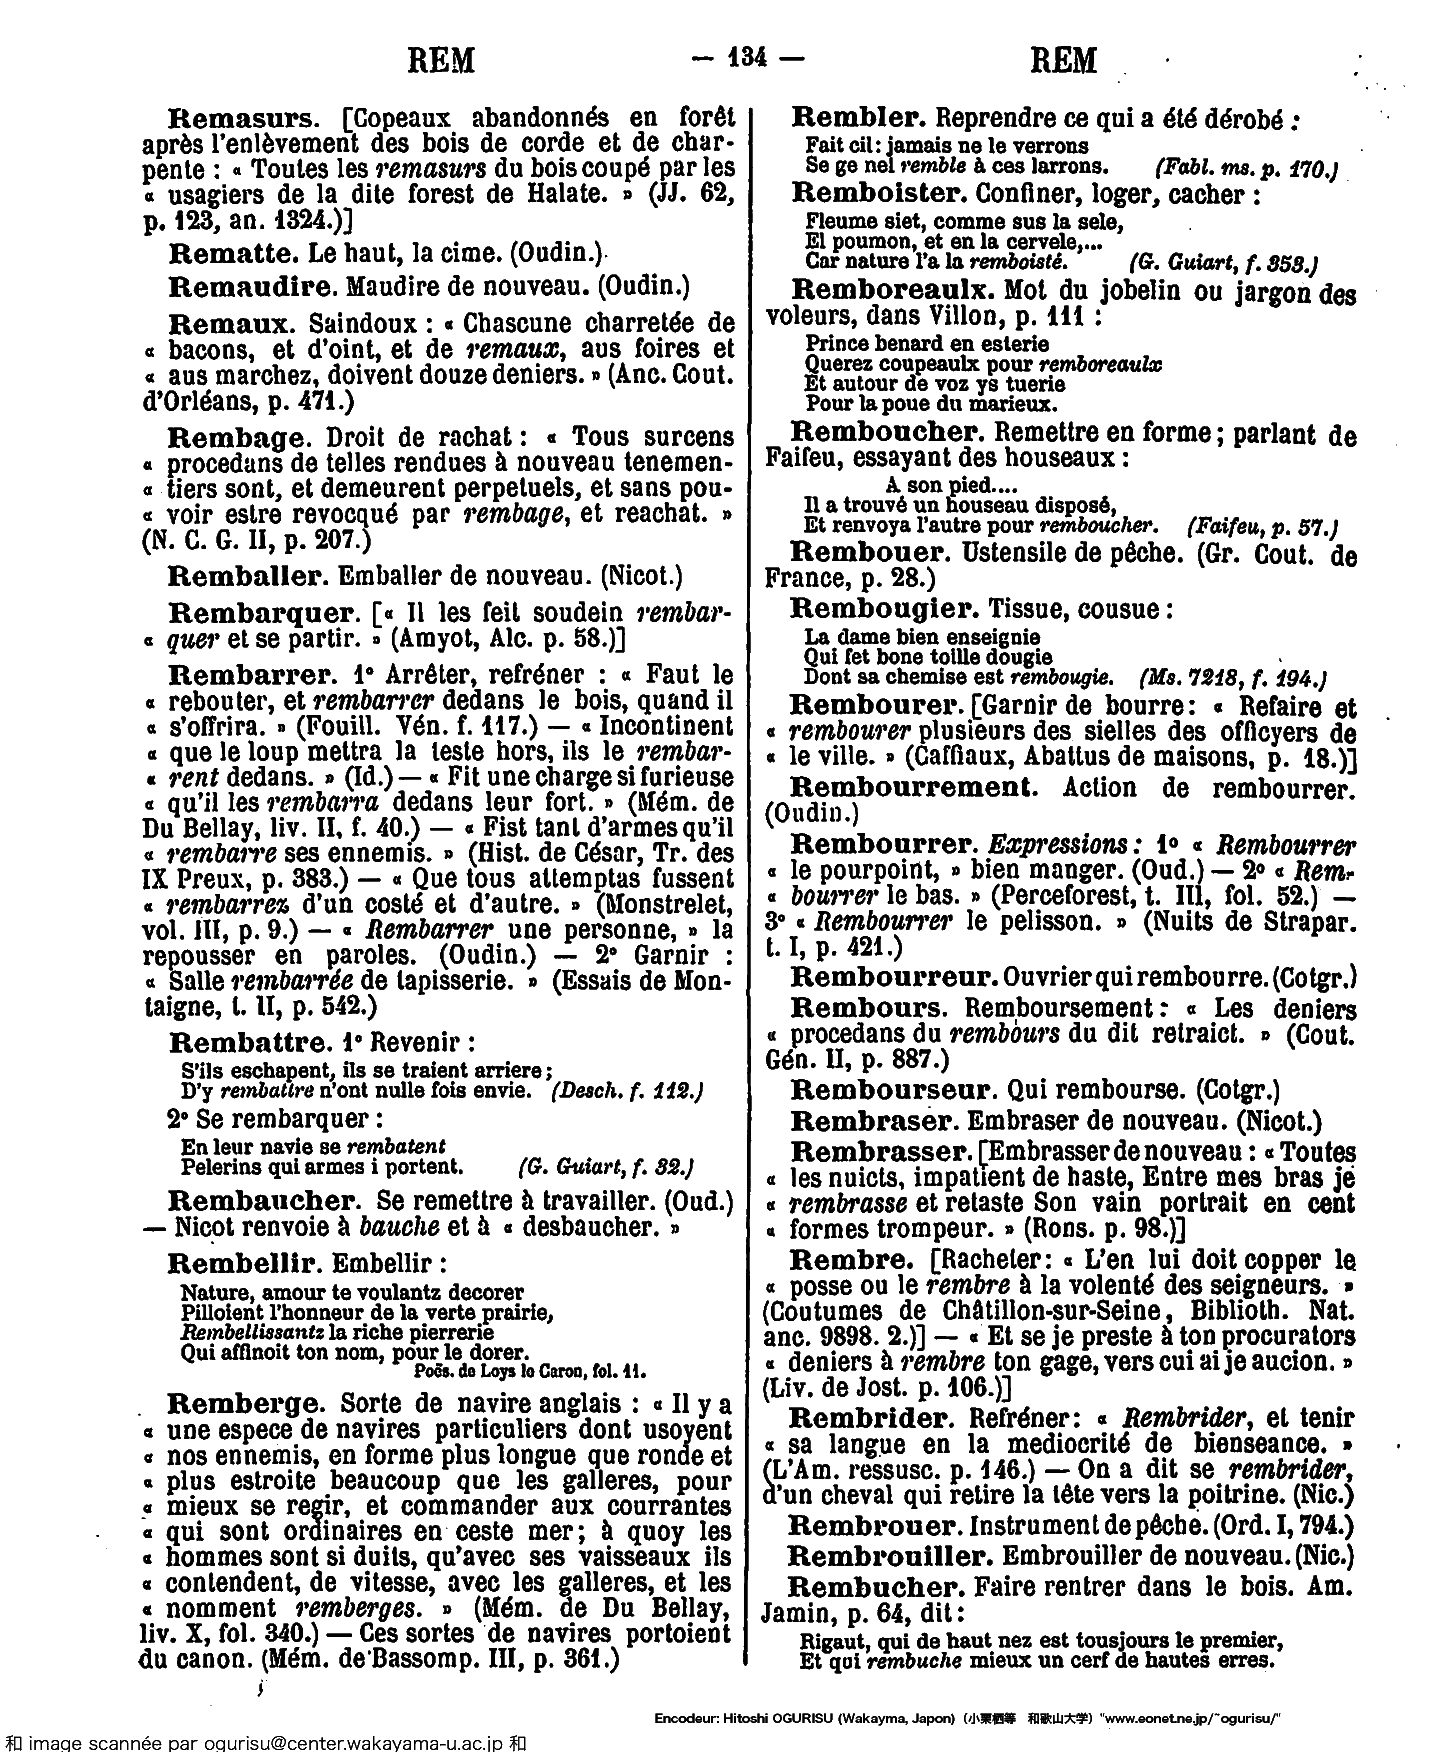 REM — 134 — REM
Remasurs. [Copeaux abandonnés en forêt
après l'enlèvement des bois de corde et de char-
pente : « Toutes les remasurs du bois coupé par les
« usagiers de la dite forest de Halate. » (JJ. 62,
p. 123, an. 1324.)]
Rematte. Le haut, la cime. (Oudin.)
Remaudire. Maudire de nouveau. (Oudin.)
Remaux. Saindoux : « Chascune charretée de
« bacons, et d'oint, et de remaux, aus foires et
« aus marchez, doivent douze deniers. » (Anc. Cout.
d'Orléans, p. 471.)
Rembage. Droit de rachat : « Tous surcens
« procedans de telles rendues à nouveau tenemen-
« tiers sont, et demeurent perpetuels, et sans pou-
« voir estre revocqué par rembage, et reachat. »
(N. C. G. II, p. 207.)
Remballer. Emballer de nouveau. (Nicot.)
Rembarquer. [« Il les feit soudein rembar-
« quer et se partir. » (Amyot, Alc. p. 58.)]
Rembarrer. 1° Arrêter, refréner : « Faut le
« rebouter, et rembarrer dedans le bois, quand il
« s'offrira. » (Fouill. Vén. f. 117.) — « Incontinent
« que le loup mettra la teste hors, ils le rembar-
« rent dedans. » (Id.) — « Fit une charge si furieuse
« qu'il les rembarra dedans leur fort. » (Mém. de
Du Bellay, liv. II, f. 40.) — « Fist tant d'armes qu'il
« rembarre ses ennemis. » (Hist. de César, Tr. des
IX Preux, p. 383.) — « Que tous attemptas fussent
« rembarrez d'un costé et d'autre. » (Monstrelet,
vol. III, p. 9.) — « Rembarrer une personne, » la
repousser en paroles. (Oudin.) — 2° Garnir :
« Salle rembarrée de tapisserie. » (Essais de Mon-
taigne, t. II, p. 542.)
Rembattre. 1° Revenir :
S'ils eschapent, ils se traient arriere ;
D'y rembattre n'ont nulle fois envie. (Desch. f. 112.)
2° Se rembarquer :
En leur navie se rembatent
Pelerins qui armes i portent. (G. Guiart, f. 32.)
Rembaucher. Se remettre à travailler. (Oud.)
— Nicot renvoie à bauche et à « desbaucher. »
Rembellir. Embellir :
Nature, amour te voulantz decorer
Pilloient l'honneur de la verte prairie,
Rembellissantz la riche pierrerie
Qui affinoit ton nom, pour le dorer.
Poës. de Loys le Caron, fol. 11.
Remberge. Sorte de navire anglais : « Il y a
« une espece de navires particuliers dont usoyent
« nos ennemis, en forme plus longue que ronde et
« plus estroite beaucoup que les galleres, pour
« mieux se regir, et commander aux courrantes
« qui sont ordinaires en ceste mer ; à quoy les
« hommes sont si duits, qu'avec ses vaisseaux ils
« contendent, de vitesse, avec les galleres, et les
« nomment remberges. » (Mém. de Du Bellay,
liv. X, fol. 340.) — Ces sortes de navires portoient
du canon. (Mém. de Bassomp. III, p. 361.)
Rembler. Reprendre ce qui a été dérobé :
Fait cil : jamais ne le verrons
Se ge nel remble à ces larrons. (Fabl. ms. p. 170.)
Remboister. Confiner, loger, cacher :
Fleume siet, comme sus la sele,
El poumon, et en la cervele,...
Car nature l'a la remboisté. (G. Guiart, f. 353.)
Remboreaulx. Mot du jobelin ou jargon des
voleurs, dans Villon, p. 111 :
Prince benard en esterie
Querez coupeaulx pour remboreaulx
Et autour de voz ys tuerie
Pour la poue du marieux.
Remboucher. Remettre en forme ; parlant de
Faifeu, essayant des houseaux :
A son pied....
Il a trouvé un houseau disposé,
Et renvoya l'autre pour remboucher. (Faifeu, p. 57.)
Rembouer. Ustensile de pêche. (Gr. Cout. de
France, p. 28.)
Rembougier. Tissue, cousue :
La dame bien enseignie
Qui fet bone toille dougie
Dont sa chemise est rembougie. (Ms. 7218, f. 194.)
Rembourer. [Garnir de bourre : « Refaire et
« rembourer plusieurs des sielles des officyers de
« le ville. » (Caffiaux, Abattus de maisons, p. 18.)]
Rembourrement. Action de rembourrer.
(Oudin.)
Rembourrer. Expressions : 1° « Rembourrer
« le pourpoint, » bien manger. (Oud.) — 2° « Rem-
« bourrer le bas. » (Perceforest, t. III, fol. 52.) —
3° « Rembourrer le pelisson. » (Nuits de Strapar.
t. I, p. 421.)
Rembourreur. Ouvrier qui rembourre. (Cotgr.)
Rembours. Remboursement : « Les deniers
« procedans du rembours du dit retraict. » (Cout.
Gén. II, p. 887.)
Rembourseur. Qui rembourse. (Cotgr.)
Rembraser. Embraser de nouveau. (Nicot.)
Rembrasser. [Embrasser de nouveau : « Toutes
« les nuicts, impatient de haste, Entre mes bras je
« rembrasse et retaste Son vain portrait en cent
« formes trompeur. » (Rons. p. 98.)]
Rembre. [Racheter : « L'en lui doit copper le
« posse ou le rembre à la volenté des seigneurs. »
(Coutumes de Châtillon-sur-Seine, Biblioth. Nat.
anc. 9898. 2.)] — « Et se je preste à ton procurators
« deniers à rembre ton gage, vers cui ai je aucion. »
(Liv. de Jost. p. 106.)]
Rembrider. Refréner : « Rembrider, et tenir
« sa langue en la mediocrité de bienseance. »
(L'Am. ressusc. p. 146.) — On a dit se rembrider,
d'un cheval qui retire la tête vers la poitrine. (Nic.)
Rembrouer. Instrument de pêche. (Ord. I, 794.)
Rembrouiller. Embrouiller de nouveau. (Nic.)
Rembucher. Faire rentrer dans le bois. Am.
Jamin, p. 64, dit :
Rigaut, qui de haut nez est tousjours le premier,
Et qui rembuche mieux un cerf de hautes erres.
Encodeur: Hitoshi OGURISU (Wakayma, Japon) (小栗栖等 和歌山大学) "www.eonet.ne.jp/~ogurisu/"
和 image scannée par ogurisu@center.wakayama-u.ac.jp 和